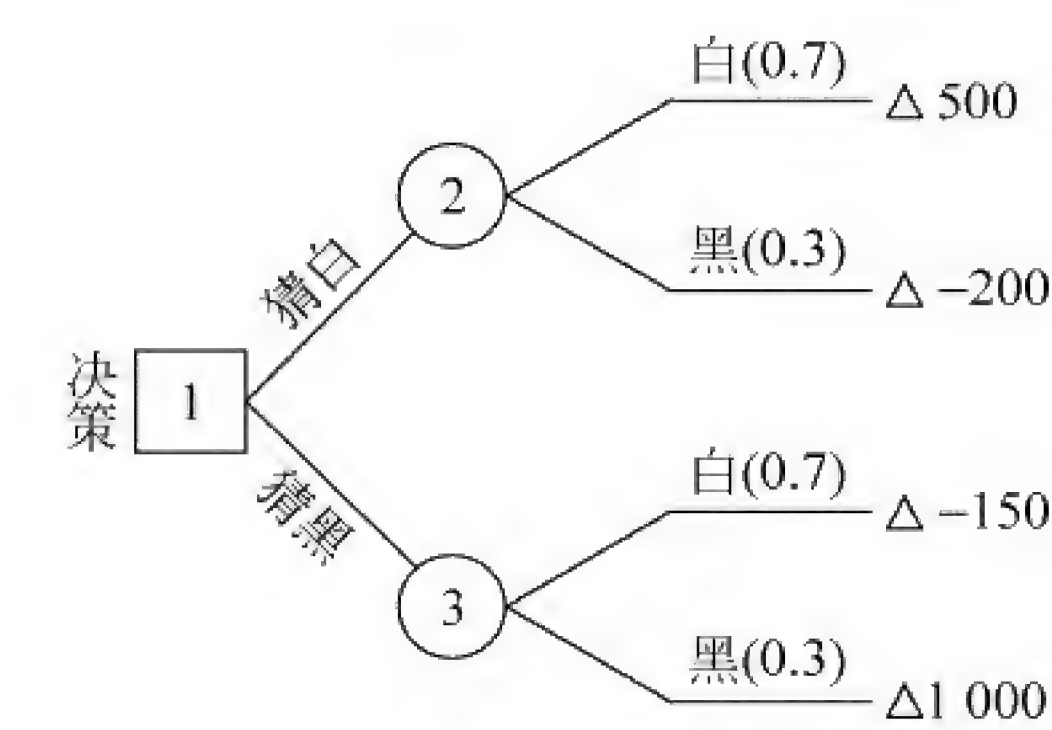 白(0.7)
△ 500
2
黑(0.3)
△ −200
猜白
决策
1
猜黑
白(0.7)
△ −150
3
黑(0.3)
△1 000